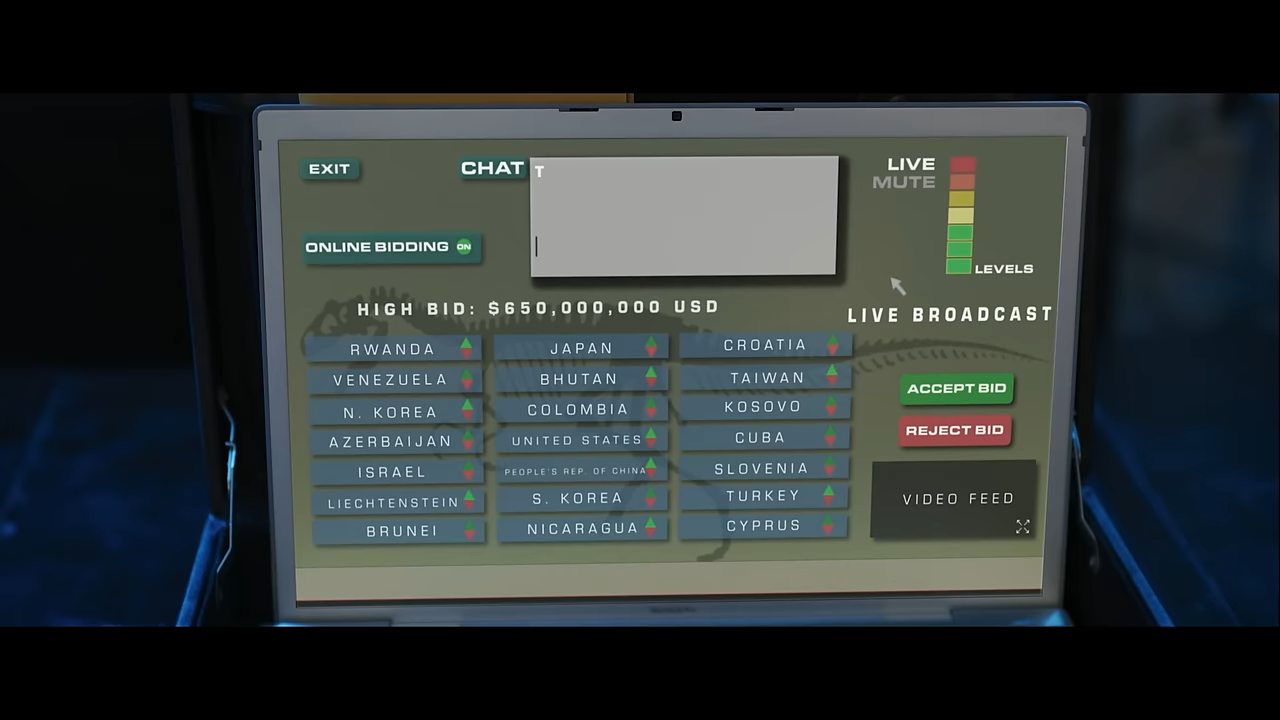 EXIT
CHAT
T
LIVE
MUTE
ONLINE BIDDING ON
LEVELS
HIGH BID: $650,000,000 USD
LIVE BROADCAST
RWANDA
JAPAN
CROATIA
VENEZUELA
BHUTAN
TAIWAN
N. KOREA
COLOMBIA
KOSOVO
AZERBAIJAN
UNITED STATES
CUBA
ISRAEL
PEOPLE'S REP. OF CHINA
SLOVENIA
LIECHTENSTEIN
S. KOREA
TURKEY
BRUNEI
NICARAGUA
CYPRUS
ACCEPT BID
REJECT BID
VIDEO FEED